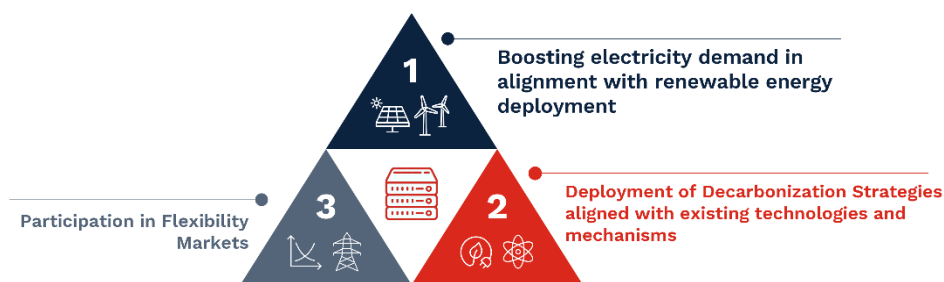 1
Boosting electricity demand in
alignment with renewable energy
deployment
2
Deployment of Decarbonization Strategies
aligned with existing technologies and
mechanisms
3
Participation in Flexibility
Markets